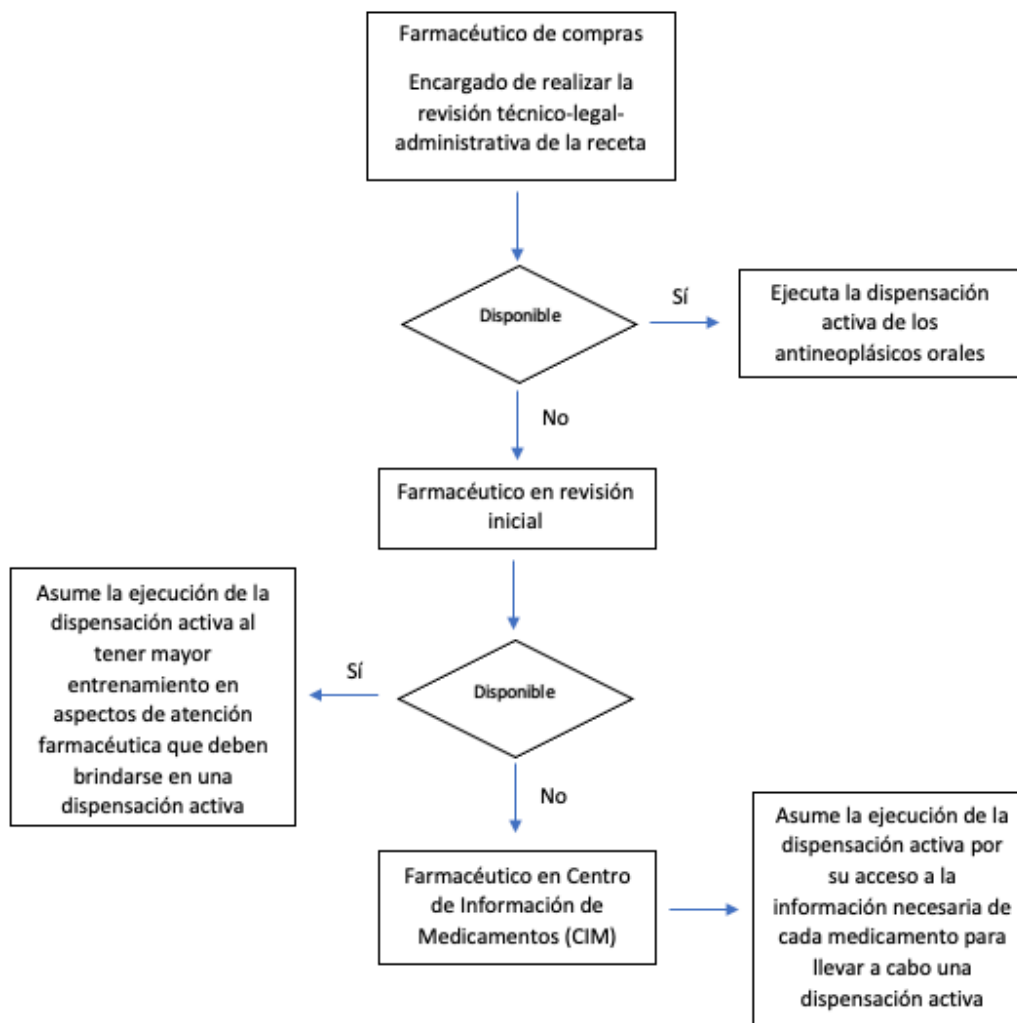 Farmacéutico de compras
Encargado de realizar la
revisión técnico-legal-
administrativa de la receta
Disponible
Sí
Ejecuta la dispensación
activa de los
antineoplásicos orales
No
Farmacéutico en revisión
inicial
Disponible
Sí
Asume la ejecución de la
dispensación activa al
tener mayor
entrenamiento en
aspectos de atención
farmacéutica que deben
brindarse en una
dispensación activa
No
Farmacéutico en Centro
de Información de
Medicamentos (CIM)
Asume la ejecución de la
dispensación activa por
su acceso a la
información necesaria de
cada medicamento para
llevar a cabo una
dispensación activa